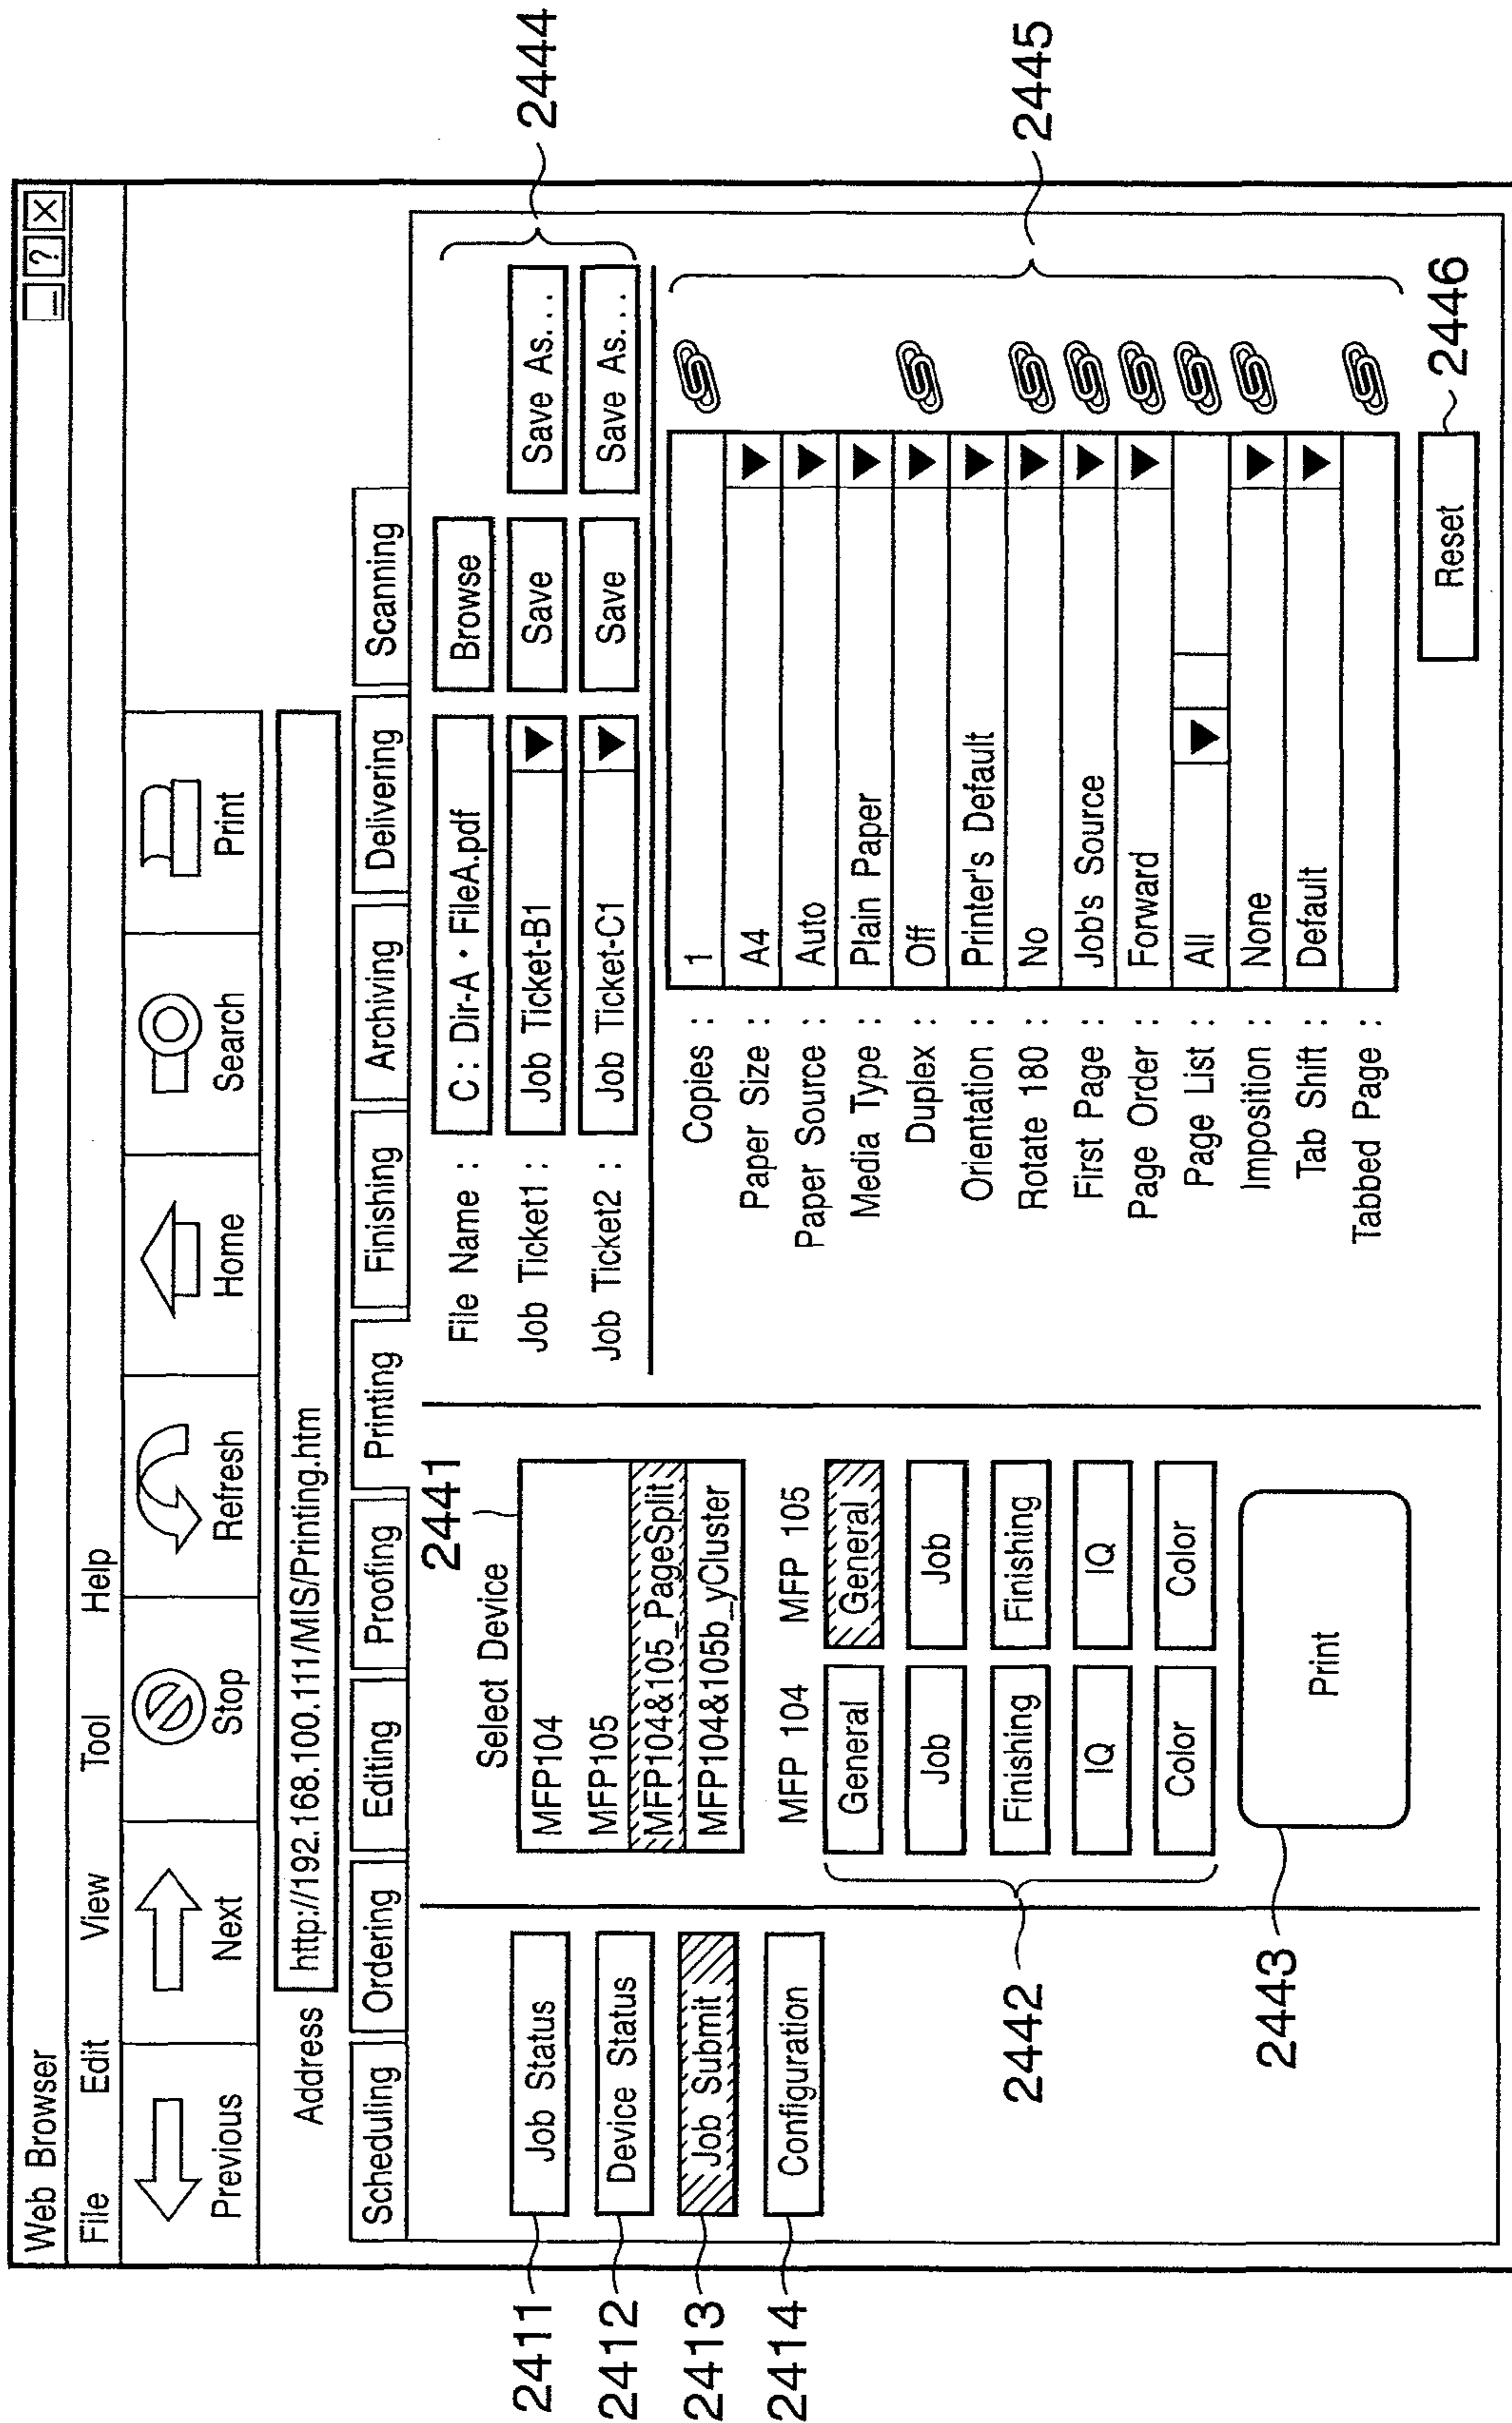 Web Browser _ ? X
File Edit View Tool Help
Previous Next Stop Refresh Home Search Print
Address http://192.168.100.111/MIS/Printing.htm
Scheduling Ordering Editing Proofing Printing Finishing Archiving Delivering Scanning
2411 Job Status
2412 Device Status
2413 Job Submit
2414 Configuration
2441
Select Device
MFP104
MFP105
MFP104&105_PageSplit
MFP104&105b_yCluster
MFP 104 MFP 105
General General
Job Job
Finishing Finishing
IQ IQ
Color Color
2442
Print
2443
File Name : C : Dir-A・FileA.pdf Browse
Job Ticket1 : Job Ticket-B1 Save Save As...
Job Ticket2 : Job Ticket-C1 Save Save As...
2444
Copies : 1
Paper Size : A4
Paper Source : Auto
Media Type : Plain Paper
Duplex : Off
Orientation : Printer's Default
Rotate 180 : No
First Page : Job's Source
Page Order : Forward
Page List : All
Imposition : None
Tab Shift : Default
Tabbed Page :
2445
Reset 2446